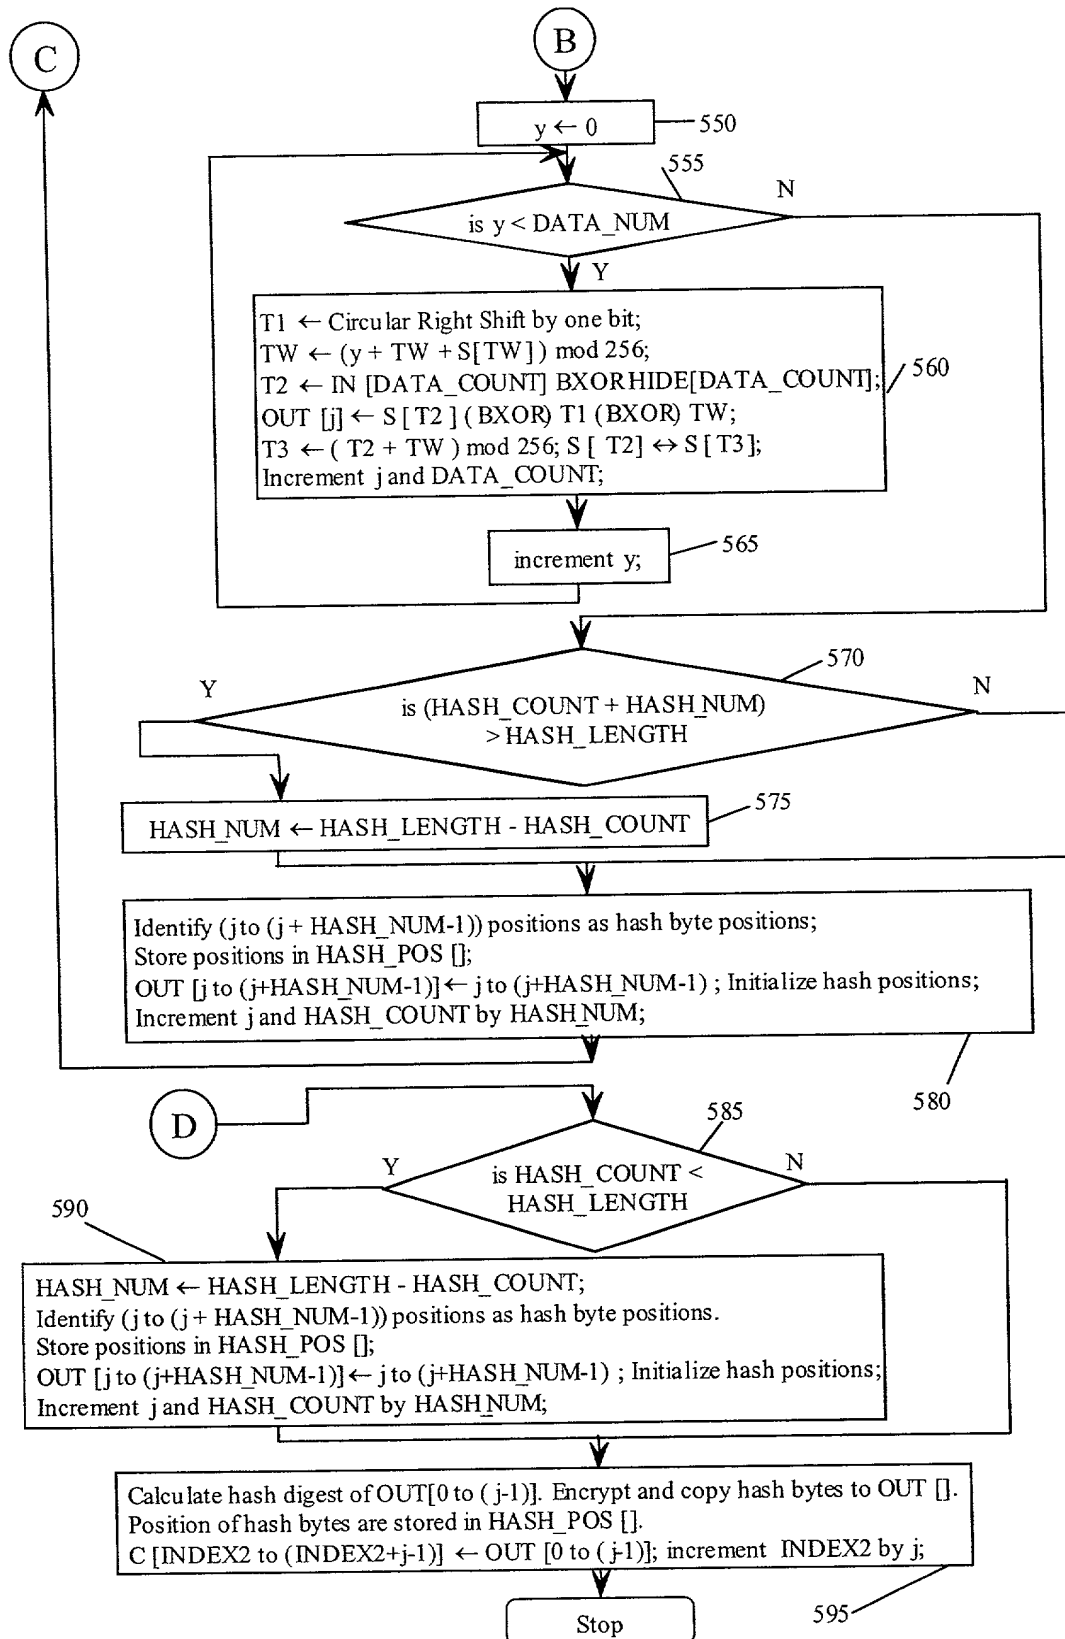 C
B
y ← 0
550
555
N
is y < DATA_NUM
Y
T1 ← Circular Right Shift by one bit;
TW ← (y + TW + S[TW]) mod 256;
T2 ← IN [DATA_COUNT] BXORHIDE[DATA_COUNT];
OUT [j] ← S [ T2 ] (BXOR) T1 (BXOR) TW;
T3 ← ( T2 + TW ) mod 256; S [ T2] ↔ S [T3];
Increment j and DATA_COUNT;
560
increment y;
565
570
Y
N
is (HASH_COUNT + HASH_NUM)
> HASH_LENGTH
575
HASH_NUM ← HASH_LENGTH - HASH_COUNT
Identify (j to (j + HASH_NUM-1)) positions as hash byte positions;
Store positions in HASH_POS [];
OUT [j to (j+HASH_NUM-1)] ← j to (j+HASH_NUM-1) ; Initialize hash positions;
Increment j and HASH_COUNT by HASH_NUM;
580
D
585
Y
N
is HASH_COUNT <
HASH_LENGTH
590
HASH_NUM ← HASH_LENGTH - HASH_COUNT;
Identify (j to (j + HASH_NUM-1)) positions as hash byte positions.
Store positions in HASH_POS [];
OUT [j to (j+HASH_NUM-1)] ← j to (j+HASH_NUM-1) ; Initialize hash positions;
Increment j and HASH_COUNT by HASH_NUM;
Calculate hash digest of OUT[0 to ( j-1)]. Encrypt and copy hash bytes to OUT [].
Position of hash bytes are stored in HASH_POS [].
C [INDEX2 to (INDEX2+j-1)] ← OUT [0 to ( j-1)]; increment INDEX2 by j;
595
Stop